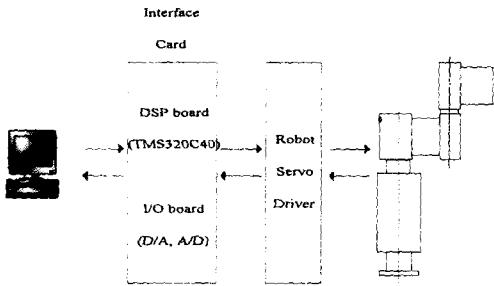 Interface
Card
DSP board
(TMS320C40)
I/O board
(D/A, A/D)
Robot
Servo
Driver